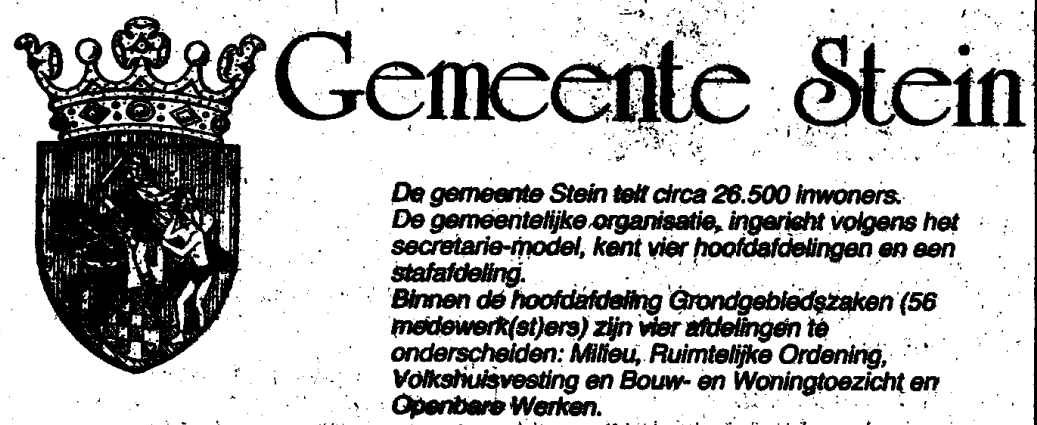 Gemeente Stein
De gemeente Stein telt circa 26.500 inwoners.
De gemeentelijke organisatie, ingericht volgens het
secretarie-model, kent vier hoofdafdelingen en een
stafafdeling.
Binnen de hoofdafdeling Grondgebiedszaken (56
medewerk(st)ers) zijn vier afdelingen te
onderscheiden: Milieu, Ruimtelijke Ordening,
Volkshuisvesting en Bouw- en Woningtoezicht en
Openbare Werken.